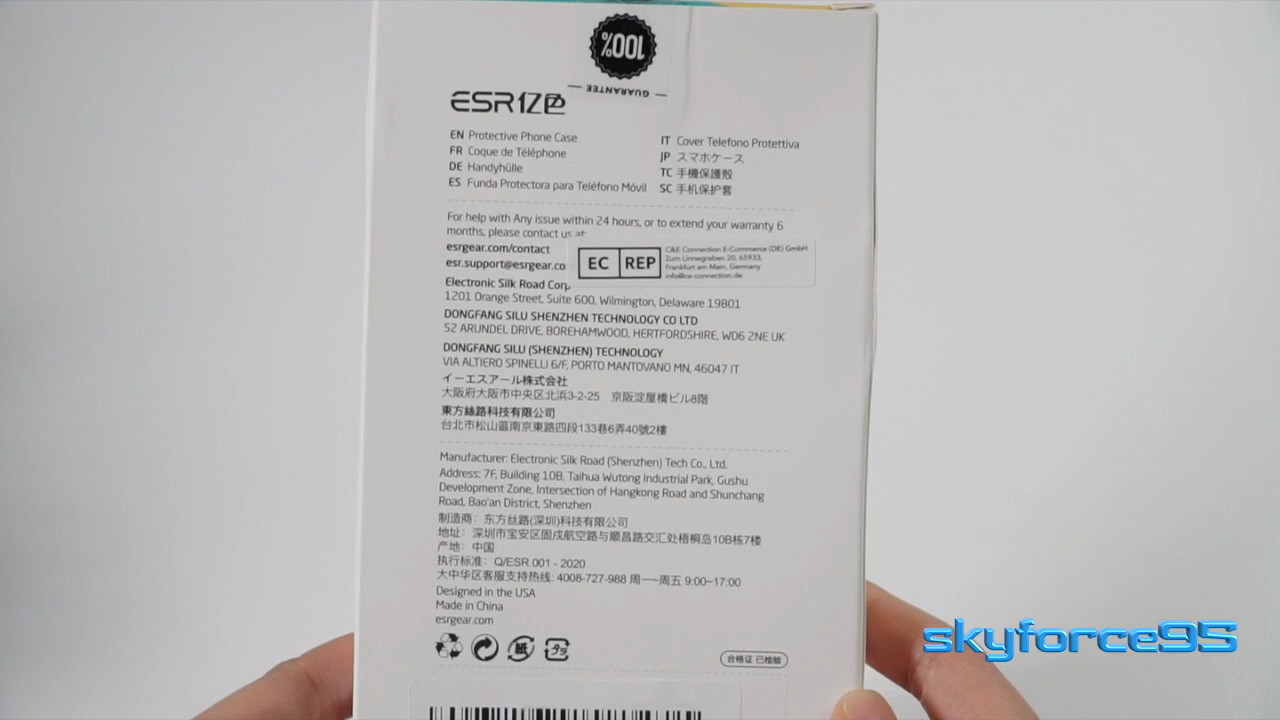 100%
GUARANTEE
ESR亿色
EN Protective Phone Case
FR Coque de Téléphone
DE Handyhülle
ES Funda Protectora para Teléfono Móvil
IT Cover Telefono Protettiva
JP スマホケース
TC 手機保護殼
SC 手机保护套
For help with Any issue within 24 hours, or to extend your warranty 6
months, please contact us at:
esrgear.com/contact
esr.support@esrgear.co
EC REP
C&E Connection E-Commerce (DE) GmbH
Zum Linnegraben 20, 65933,
Frankfurt am Main, Germany
info@ce-connection.de
Electronic Silk Road Corp.
1201 Orange Street, Suite 600, Wilmington, Delaware 19801
DONGFANG SILU SHENZHEN TECHNOLOGY CO LTD
52 ARUNDEL DRIVE, BOREHAMWOOD, HERTFORDSHIRE, WD6 2NE UK
DONGFANG SILU (SHENZHEN) TECHNOLOGY
VIA ALTIERO SPINELLI 6/F, PORTO MANTOVANO MN, 46047 IT
イーエスアール株式会社
大阪府大阪市中央区北浜3-2-25 京阪淀屋橋ビル8階
東方絲路科技有限公司
台北市松山區南京東路四段133巷6弄40號2樓
Manufacturer: Electronic Silk Road (Shenzhen) Tech Co., Ltd.
Address: 7F, Building 10B, Taihua Wutong Industrial Park, Gushu
Development Zone, Intersection of Hangkong Road and Shunchang
Road, Bao'an District, Shenzhen
制造商：东方丝路(深圳)科技有限公司
地址：深圳市宝安区固戍航空路与顺昌路交汇处梧桐岛10B栋7楼
产地：中国
执行标准：Q/ESR 001 - 2020
大中华区客服支持热线: 4008-727-988 周一一周五 9:00~17:00
Designed in the USA
Made in China
esrgear.com
紙
プラ
合格证 已检验
skyforce95